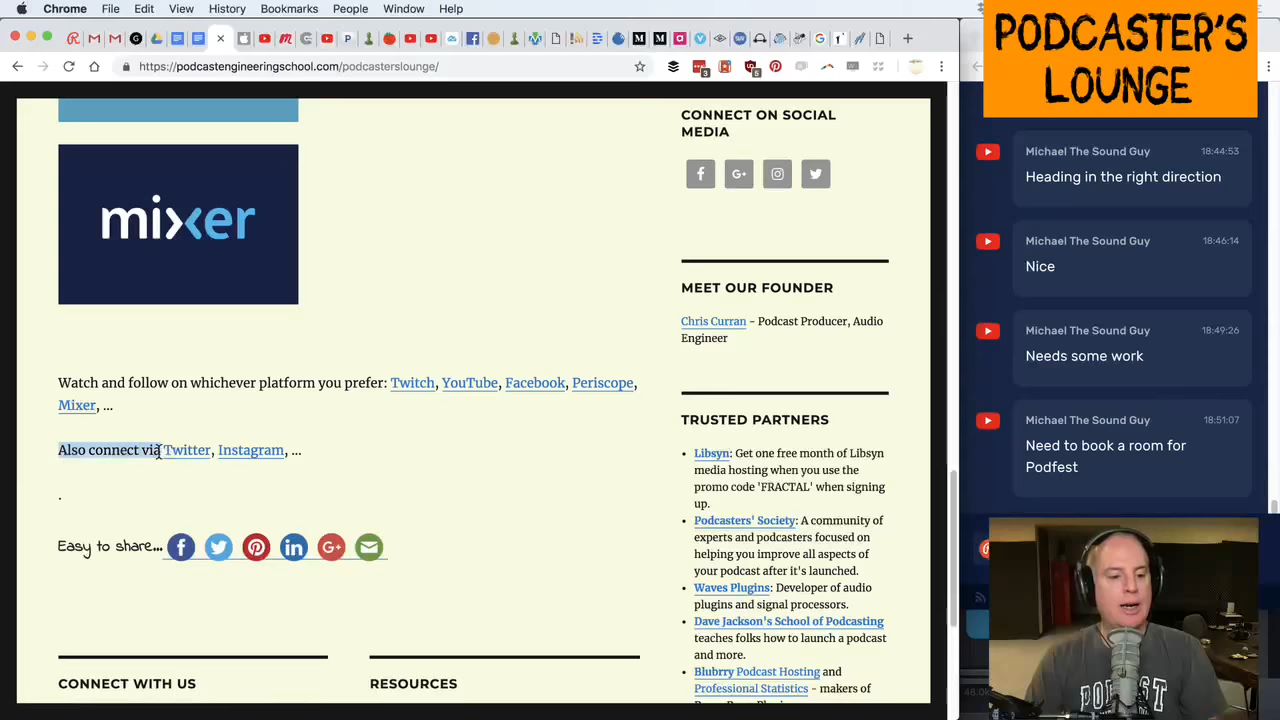 Chrome File Edit View History Bookmarks People Window Help
https://podcastengineeringschool.com/podcasterslounge/
3
5
mixer
Watch and follow on whichever platform you prefer: Twitch, YouTube, Facebook, Periscope,
Mixer, ...
Also connect via Twitter, Instagram, ...
.
Easy to share...
CONNECT WITH US
RESOURCES
CONNECT ON SOCIAL
MEDIA
MEET OUR FOUNDER
Chris Curran - Podcast Producer, Audio
Engineer
TRUSTED PARTNERS
Libsyn: Get one free month of Libsyn
media hosting when you use the
promo code 'FRACTAL' when signing
up.
Podcasters' Society: A community of
experts and podcasters focused on
helping you improve all aspects of
your podcast after it's launched.
Waves Plugins: Developer of audio
plugins and signal processors.
Dave Jackson's School of Podcasting
teaches folks how to launch a podcast
and more.
Blubrry Podcast Hosting and
Professional Statistics - makers of
PODCASTER'S
LOUNGE
Michael The Sound Guy 18:44:53
Heading in the right direction
Michael The Sound Guy 18:46:14
Nice
Michael The Sound Guy 18:49:26
Needs some work
Michael The Sound Guy 18:51:07
Need to book a room for
Podfest